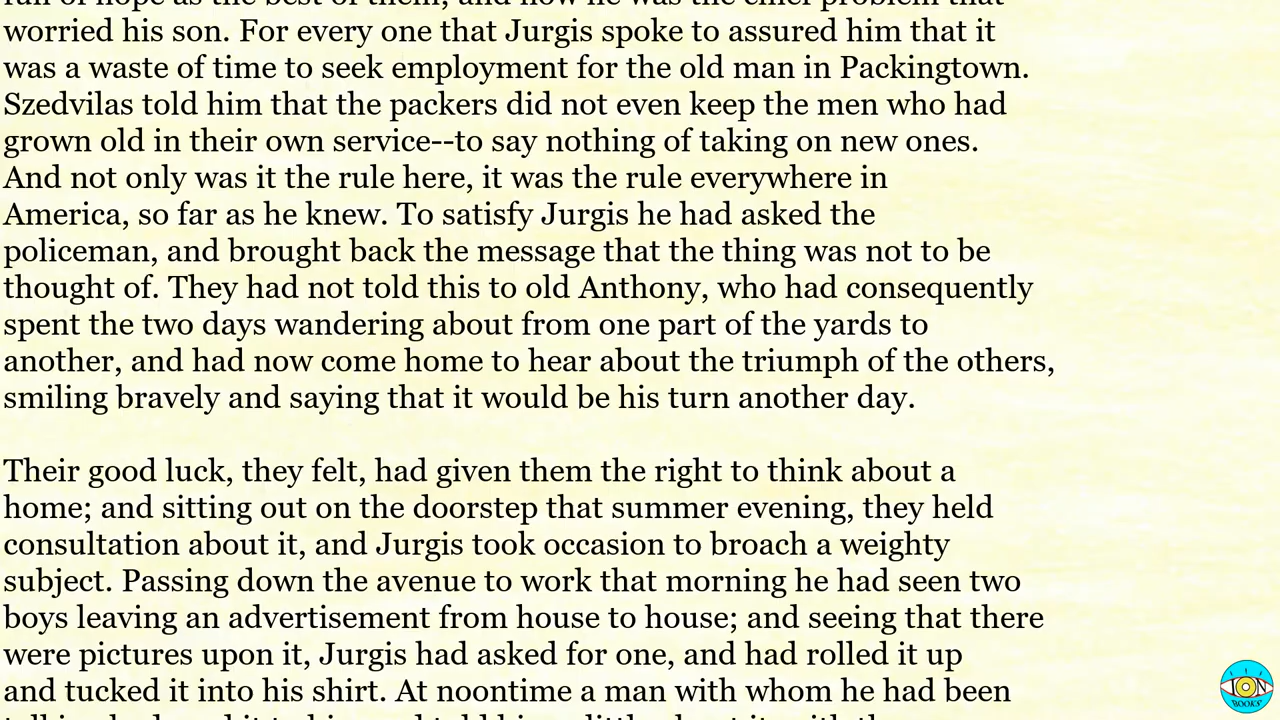 worried his son. For every one that Jurgis spoke to assured him that it
was a waste of time to seek employment for the old man in Packingtown.
Szedvilas told him that the packers did not even keep the men who had
grown old in their own service--to say nothing of taking on new ones.
And not only was it the rule here, it was the rule everywhere in
America, so far as he knew. To satisfy Jurgis he had asked the
policeman, and brought back the message that the thing was not to be
thought of. They had not told this to old Anthony, who had consequently
spent the two days wandering about from one part of the yards to
another, and had now come home to hear about the triumph of the others,
smiling bravely and saying that it would be his turn another day.
Their good luck, they felt, had given them the right to think about a
home; and sitting out on the doorstep that summer evening, they held
consultation about it, and Jurgis took occasion to broach a weighty
subject. Passing down the avenue to work that morning he had seen two
boys leaving an advertisement from house to house; and seeing that there
were pictures upon it, Jurgis had asked for one, and had rolled it up
and tucked it into his shirt. At noontime a man with whom he had been
ION
BOOKS